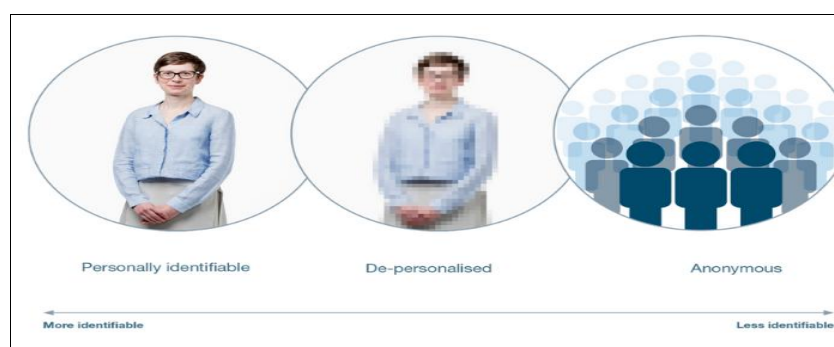 Personally identifiable
De-personalised
Anonymous
More identifiable
Less identifiable